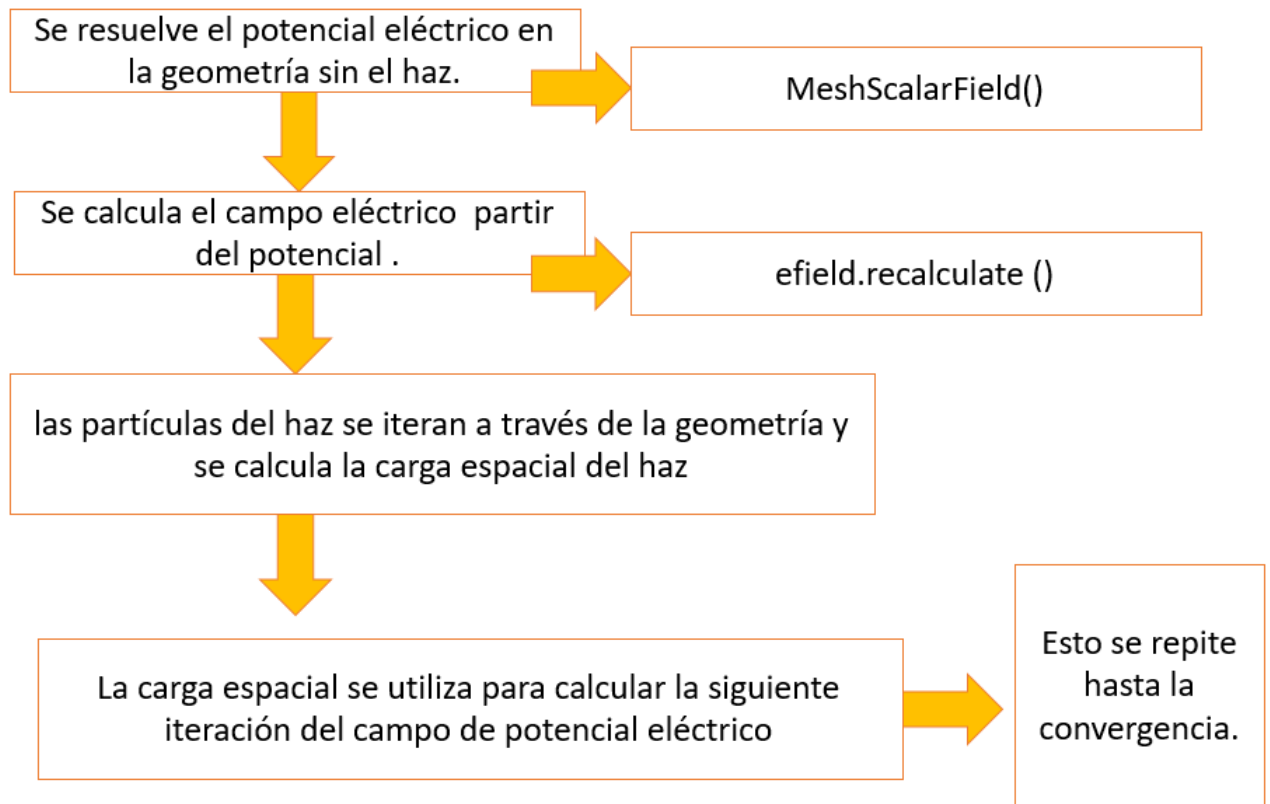 Se resuelve el potencial eléctrico en
la geometría sin el haz.
MeshScalarField()
Se calcula el campo eléctrico  partir
del potencial .
efield.recalculate ()
las partículas del haz se iteran a través de la geometría y
se calcula la carga espacial del haz
La carga espacial se utiliza para calcular la siguiente
iteración del campo de potencial eléctrico
Esto se repite
hasta la
convergencia.